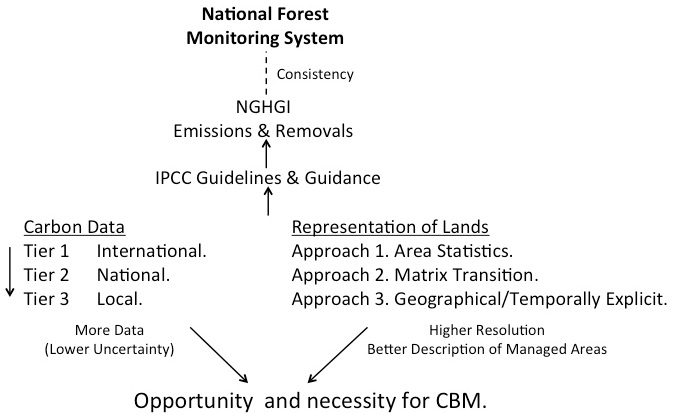 National Forest
Monitoring System
Consistency
NGHGI
Emissions & Removals
IPCC Guidelines & Guidance
Carbon Data
Tier 1 International.
Tier 2 National.
Tier 3 Local.
Representation of Lands
Approach 1. Area Statistics.
Approach 2. Matrix Transition.
Approach 3. Geographical/Temporally Explicit.
More Data
(Lower Uncertainty)
Higher Resolution
Better Description of Managed Areas
Opportunity and necessity for CBM.